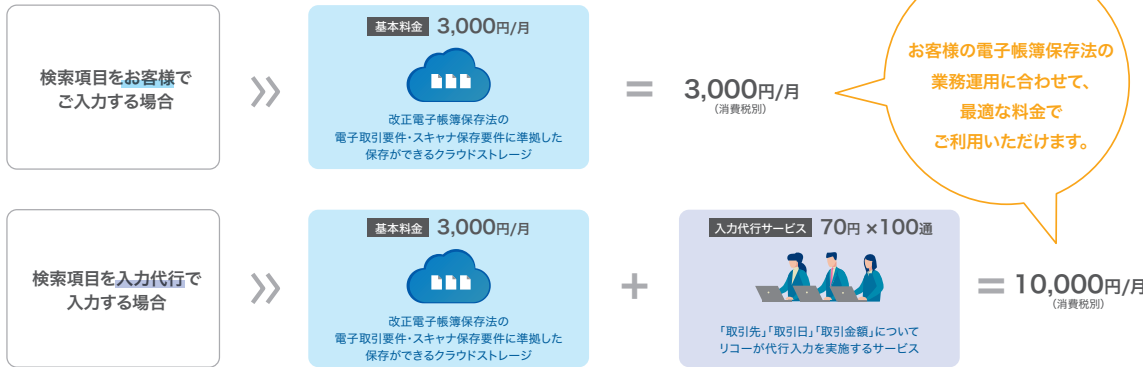 検索項目をお客様で
ご入力する場合
基本料金 3,000円/月
改正電子帳簿保存法の
電子取引要件・スキャナ保存要件に準拠した
保存ができるクラウドストレージ
=
3,000円/月
(消費税別)
お客様の電子帳簿保存法の
業務運用に合わせて、
最適な料金で
ご利用いただけます。
検索項目を入力代行で
入力する場合
基本料金 3,000円/月
改正電子帳簿保存法の
電子取引要件・スキャナ保存要件に準拠した
保存ができるクラウドストレージ
+
入力代行サービス 70円 ×100通
「取引先」「取引日」「取引金額」について
リコーが代行入力を実施するサービス
=
10,000円/月
(消費税別)